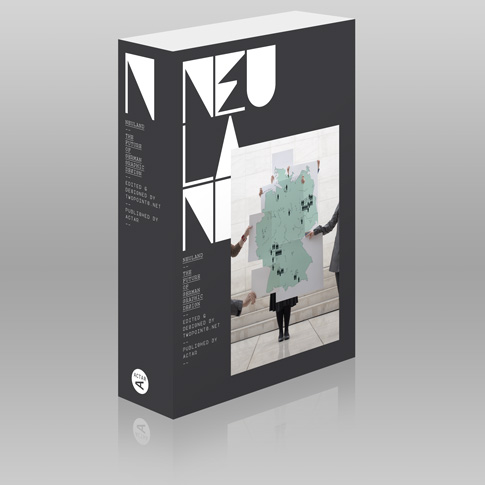 N
NEULAND
--
THE
FUTURE
OF
GERMAN
GRAPHIC
DESIGN
--
EDITED &
DESIGNED BY
TWOPOINTS.NET
--
PUBLISHED BY
ACTAR
--
ACTAR
A
NEU
LA
N
NEULAND
--
THE
FUTURE
OF
GERMAN
GRAPHIC
DESIGN
--
EDITED &
DESIGNED BY
TWOPOINTS.NET
--
PUBLISHED BY
ACTAR
--